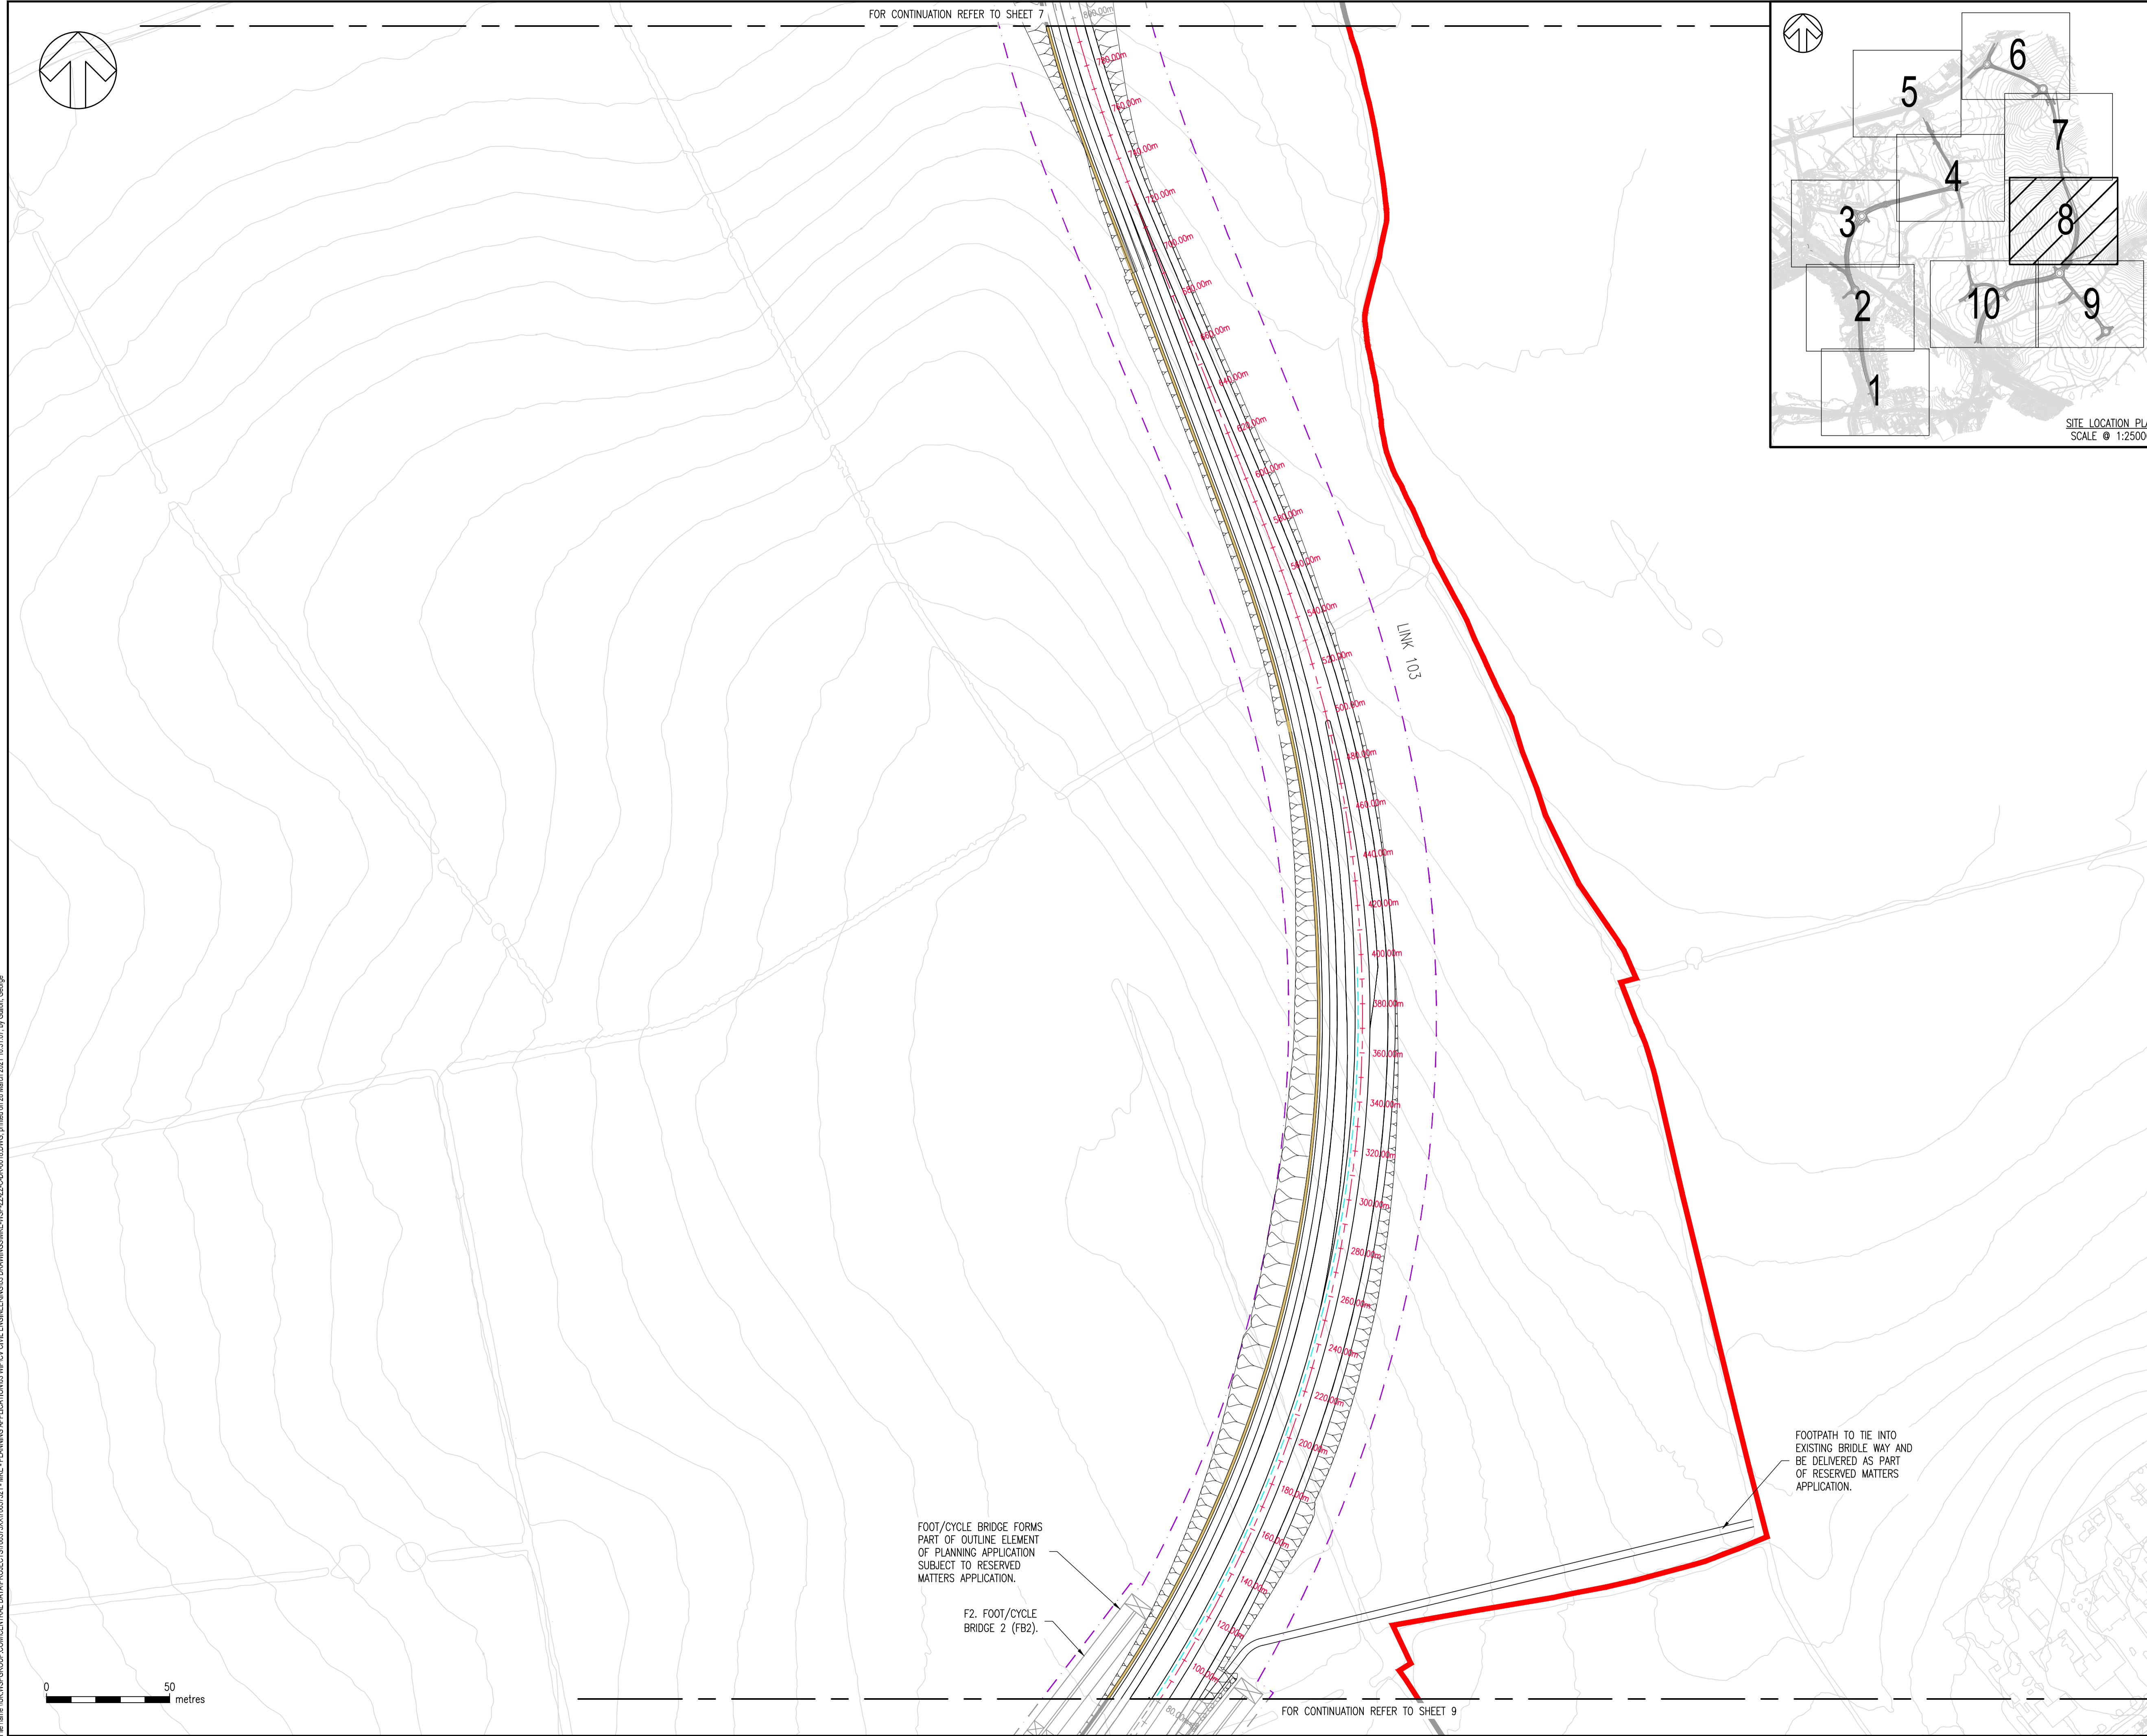 FOR CONTINUATION REFER TO SHEET 7
800.00m
780.00m
760.00m
740.00m
720.00m
700.00m
680.00m
660.00m
640.00m
620.00m
600.00m
580.00m
560.00m
540.00m
520.00m
500.00m
480.00m
460.00m
440.00m
420.00m
400.00m
380.00m
360.00m
340.00m
320.00m
300.00m
280.00m
260.00m
240.00m
220.00m
200.00m
180.00m
160.00m
140.00m
120.00m
100.00m
80.00m
LINK 103
5
6
7
4
3
8
2
10
9
1
SITE LOCATION
SCALE @
FOOTPATH TO TIE INTO
EXISTING BRIDLE WAY AND
BE DELIVERED AS PART
OF RESERVED MATTERS
APPLICATION.
FOOT/CYCLE BRIDGE FORMS
PART OF OUTLINE ELEMENT
OF PLANNING APPLICATION
SUBJECT TO RESERVED
MATTERS APPLICATION.
F2. FOOT/CYCLE
BRIDGE 2 (FB2).
0
50
metres
FOR CONTINUATION REFER TO SHEET 9